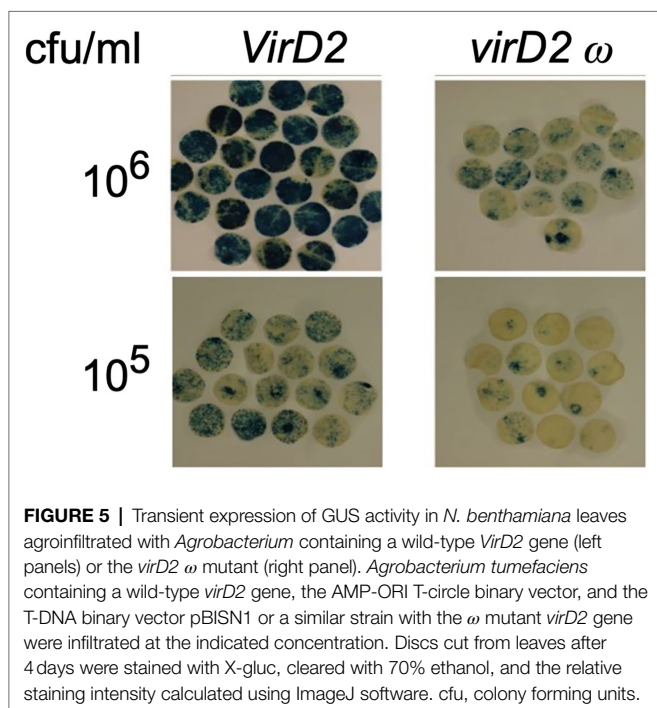 cfu/ml VirD2 virD2 ω
10⁶
10⁵
FIGURE 5 | Transient expression of GUS activity in N. benthamiana leaves
agroinfiltrated with Agrobacterium containing a wild-type VirD2 gene (left
panels) or the virD2 ω mutant (right panel). Agrobacterium tumefaciens
containing a wild-type virD2 gene, the AMP-ORI T-circle binary vector, and the
T-DNA binary vector pBISN1 or a similar strain with the ω mutant virD2 gene
were infiltrated at the indicated concentration. Discs cut from leaves after
4 days were stained with X-gluc, cleared with 70% ethanol, and the relative
staining intensity calculated using ImageJ software. cfu, colony forming units.